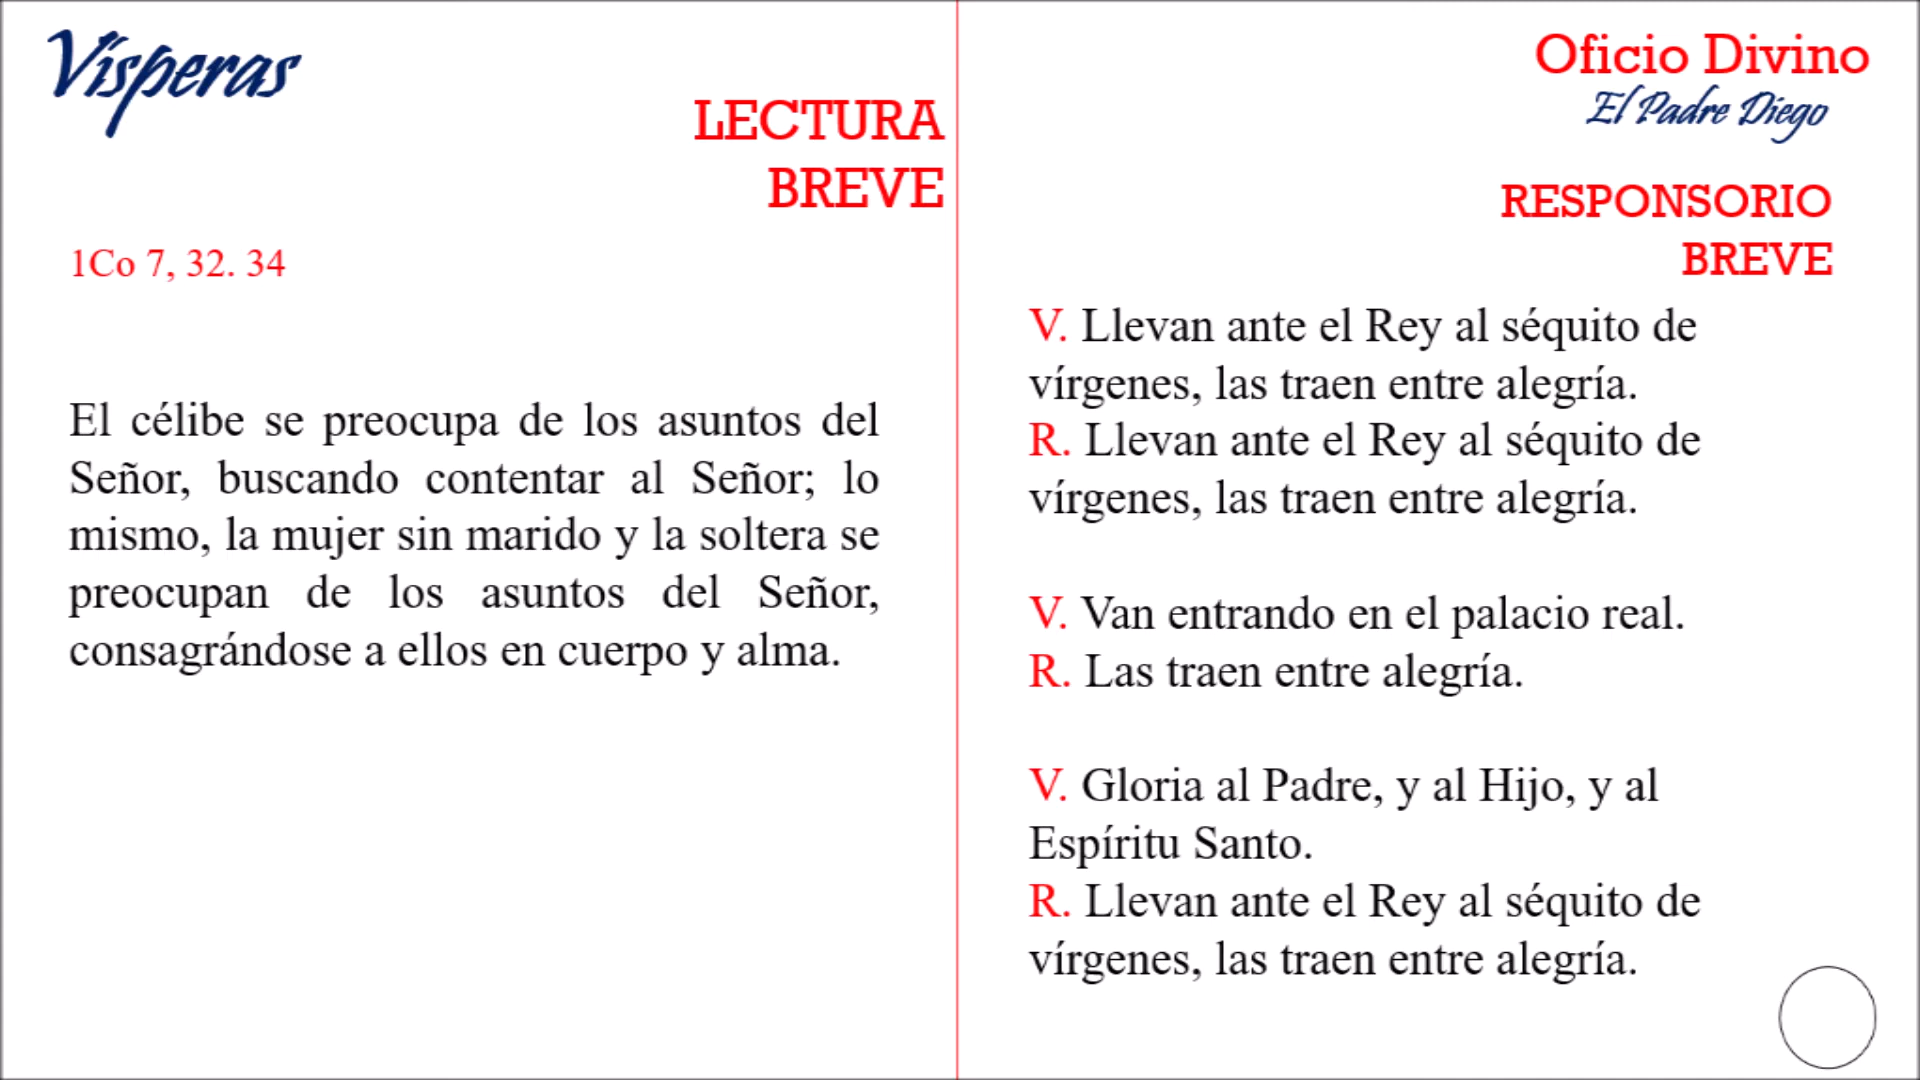 Vísperas
LECTURA
BREVE
1Co 7, 32. 34
El célibe se preocupa de los asuntos del
Señor, buscando contentar al Señor; lo
mismo, la mujer sin marido y la soltera se
preocupan de los asuntos del Señor,
consagrándose a ellos en cuerpo y alma.
Oficio Divino
El Padre Diego
RESPONSORIO
BREVE
V. Llevan ante el Rey al séquito de
vírgenes, las traen entre alegría.
R. Llevan ante el Rey al séquito de
vírgenes, las traen entre alegría.
V. Van entrando en el palacio real.
R. Las traen entre alegría.
V. Gloria al Padre, y al Hijo, y al
Espíritu Santo.
R. Llevan ante el Rey al séquito de
vírgenes, las traen entre alegría.